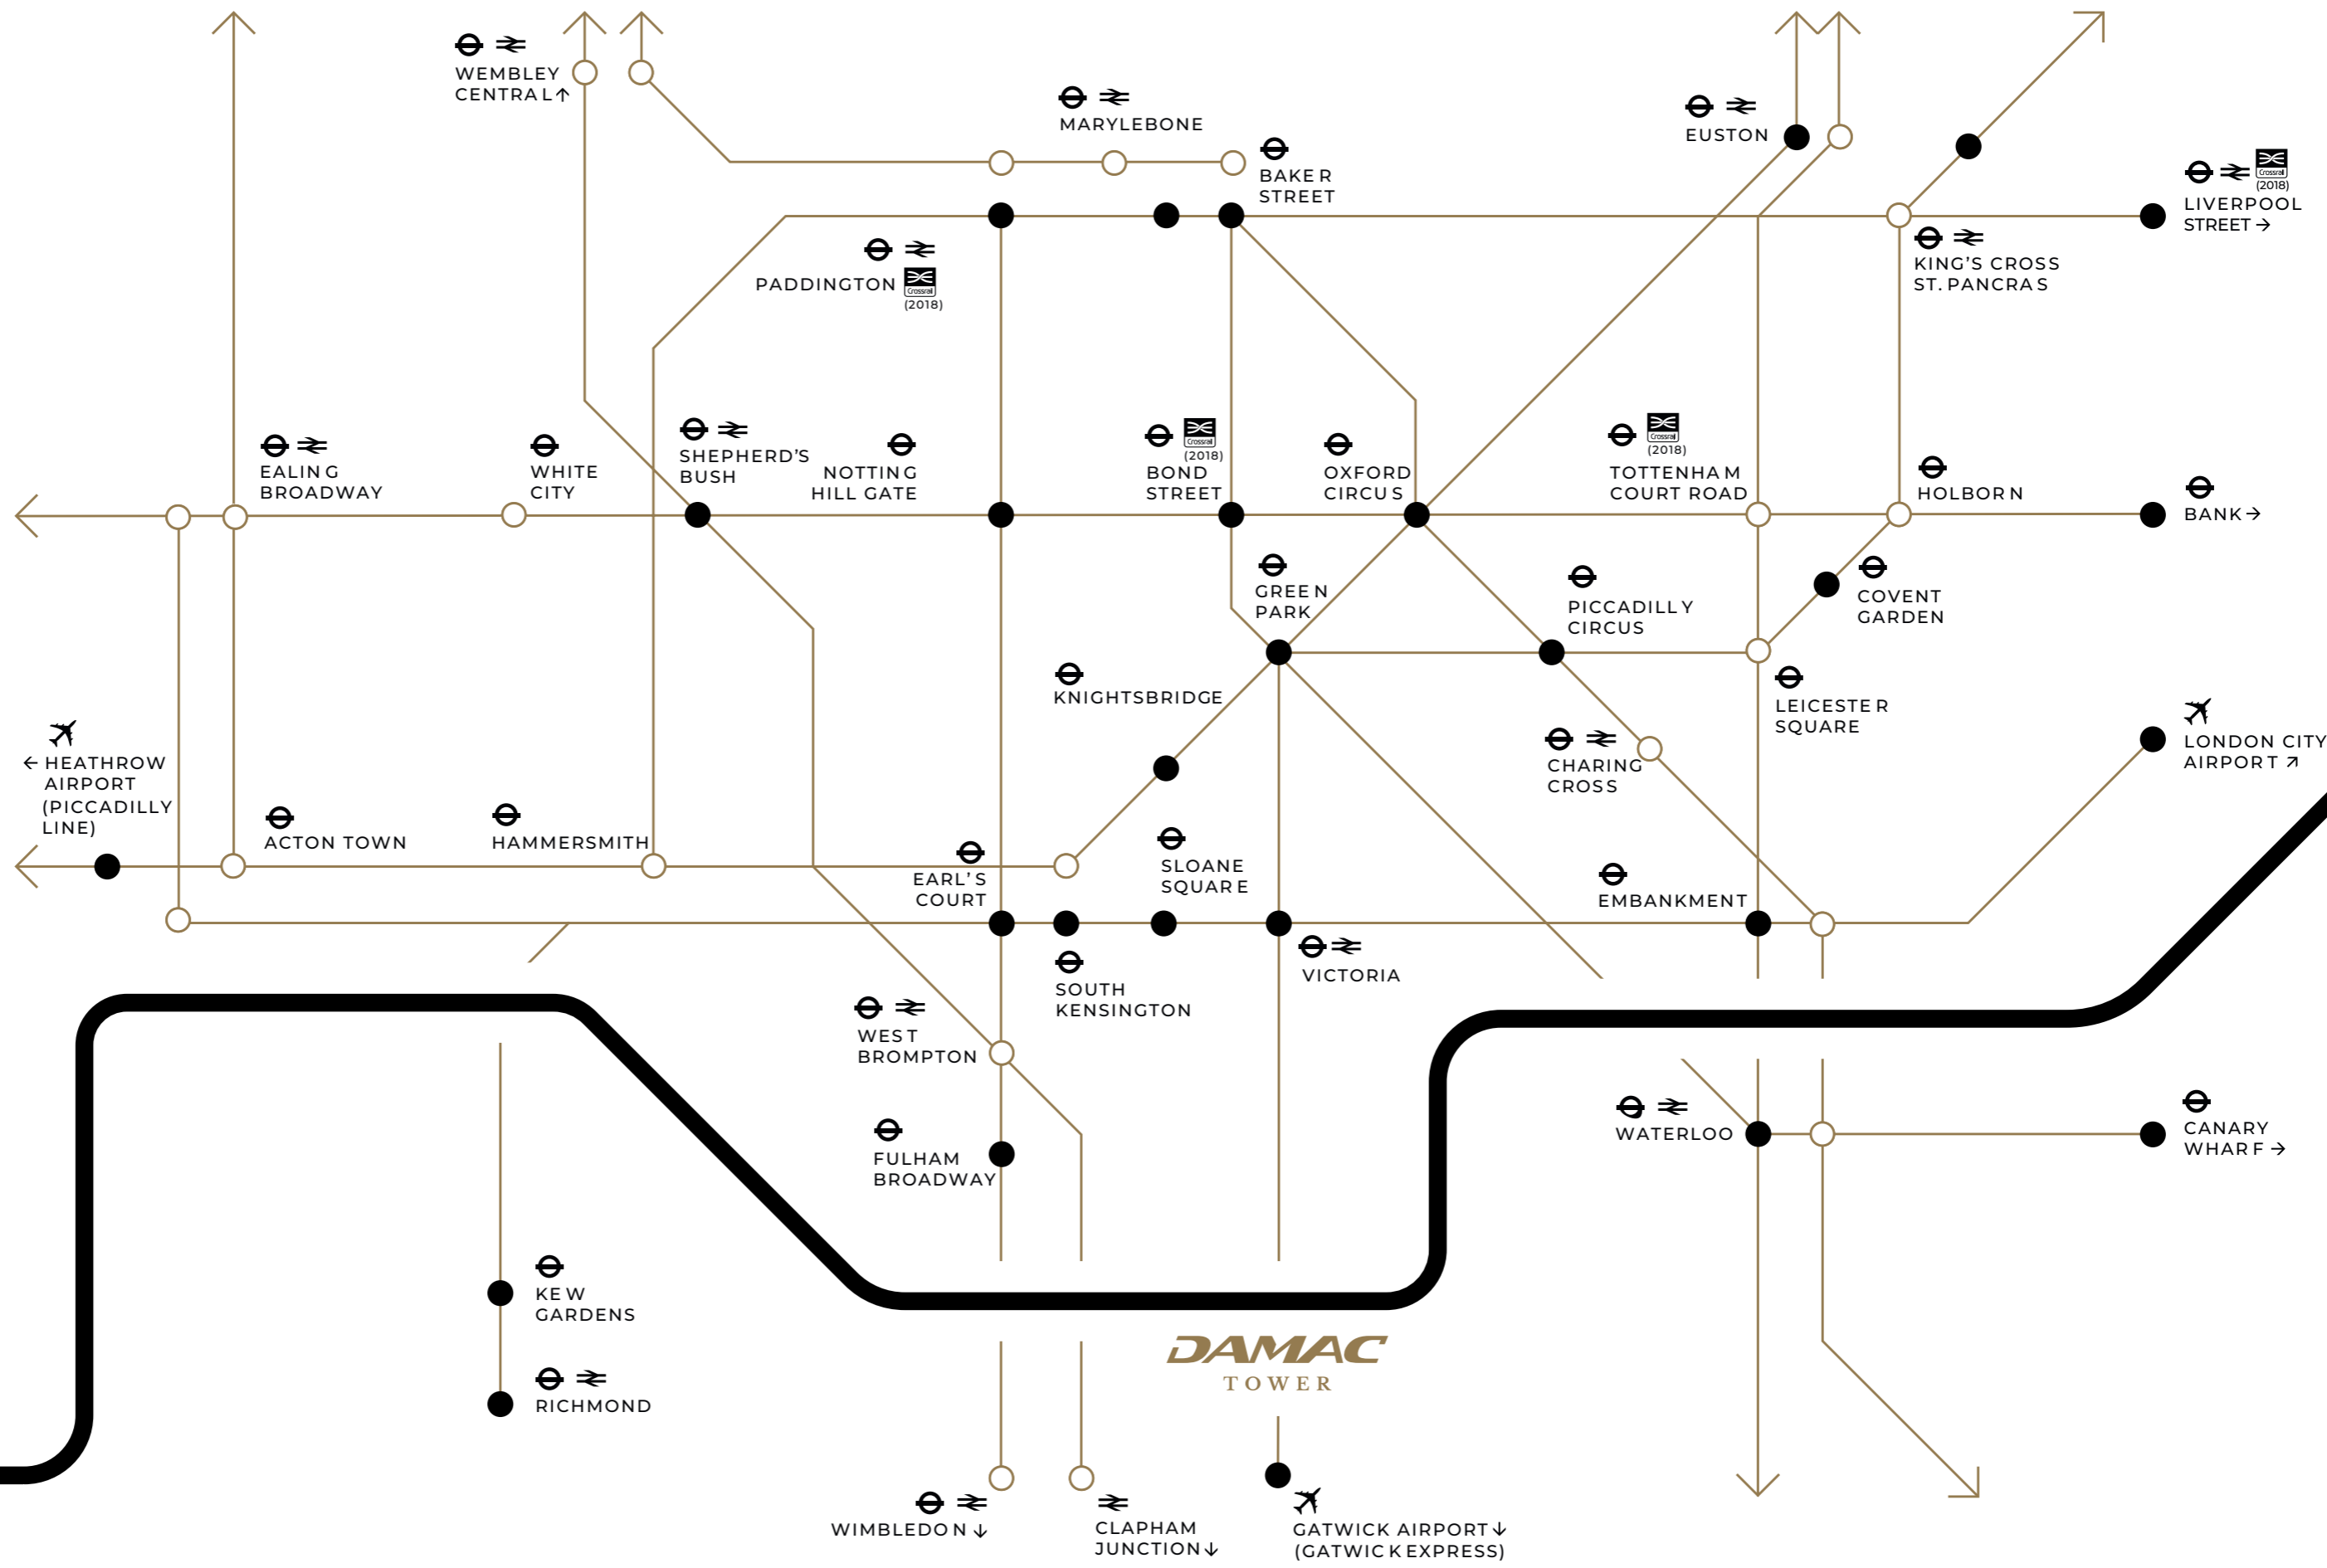 WEMBLEY
CENTRAL↑
MARYLEBONE
BAKER
STREET
EUSTON
Crossrail
(2018)
LIVERPOOL
STREET →
PADDINGTON
Crossrail
(2018)
KING'S CROSS
ST. PANCRAS
EALING
BROADWAY
WHITE
CITY
SHEPHERD'S
BUSH
NOTTING
HILL GATE
Crossrail
(2018)
BOND
STREET
OXFORD
CIRCUS
Crossrail
(2018)
TOTTENHAM
COURT ROAD
HOLBORN
BANK →
GREEN
PARK
PICCADILLY
CIRCUS
COVENT
GARDEN
KNIGHTSBRIDGE
LEICESTER
SQUARE
← HEATHROW
AIRPORT
(PICCADILLY
LINE)
CHARING
CROSS
LONDON CITY
AIRPORT ↗
ACTON TOWN
HAMMERSMITH
EARL'S
COURT
SLOANE
SQUARE
EMBANKMENT
SOUTH
KENSINGTON
VICTORIA
WEST
BROMPTON
FULHAM
BROADWAY
WATERLOO
CANARY
WHARF →
KEW
GARDENS
RICHMOND
DAMAC
TOWER
WIMBLEDON ↓
CLAPHAM
JUNCTION ↓
GATWICK AIRPORT ↓
(GATWICK EXPRESS)